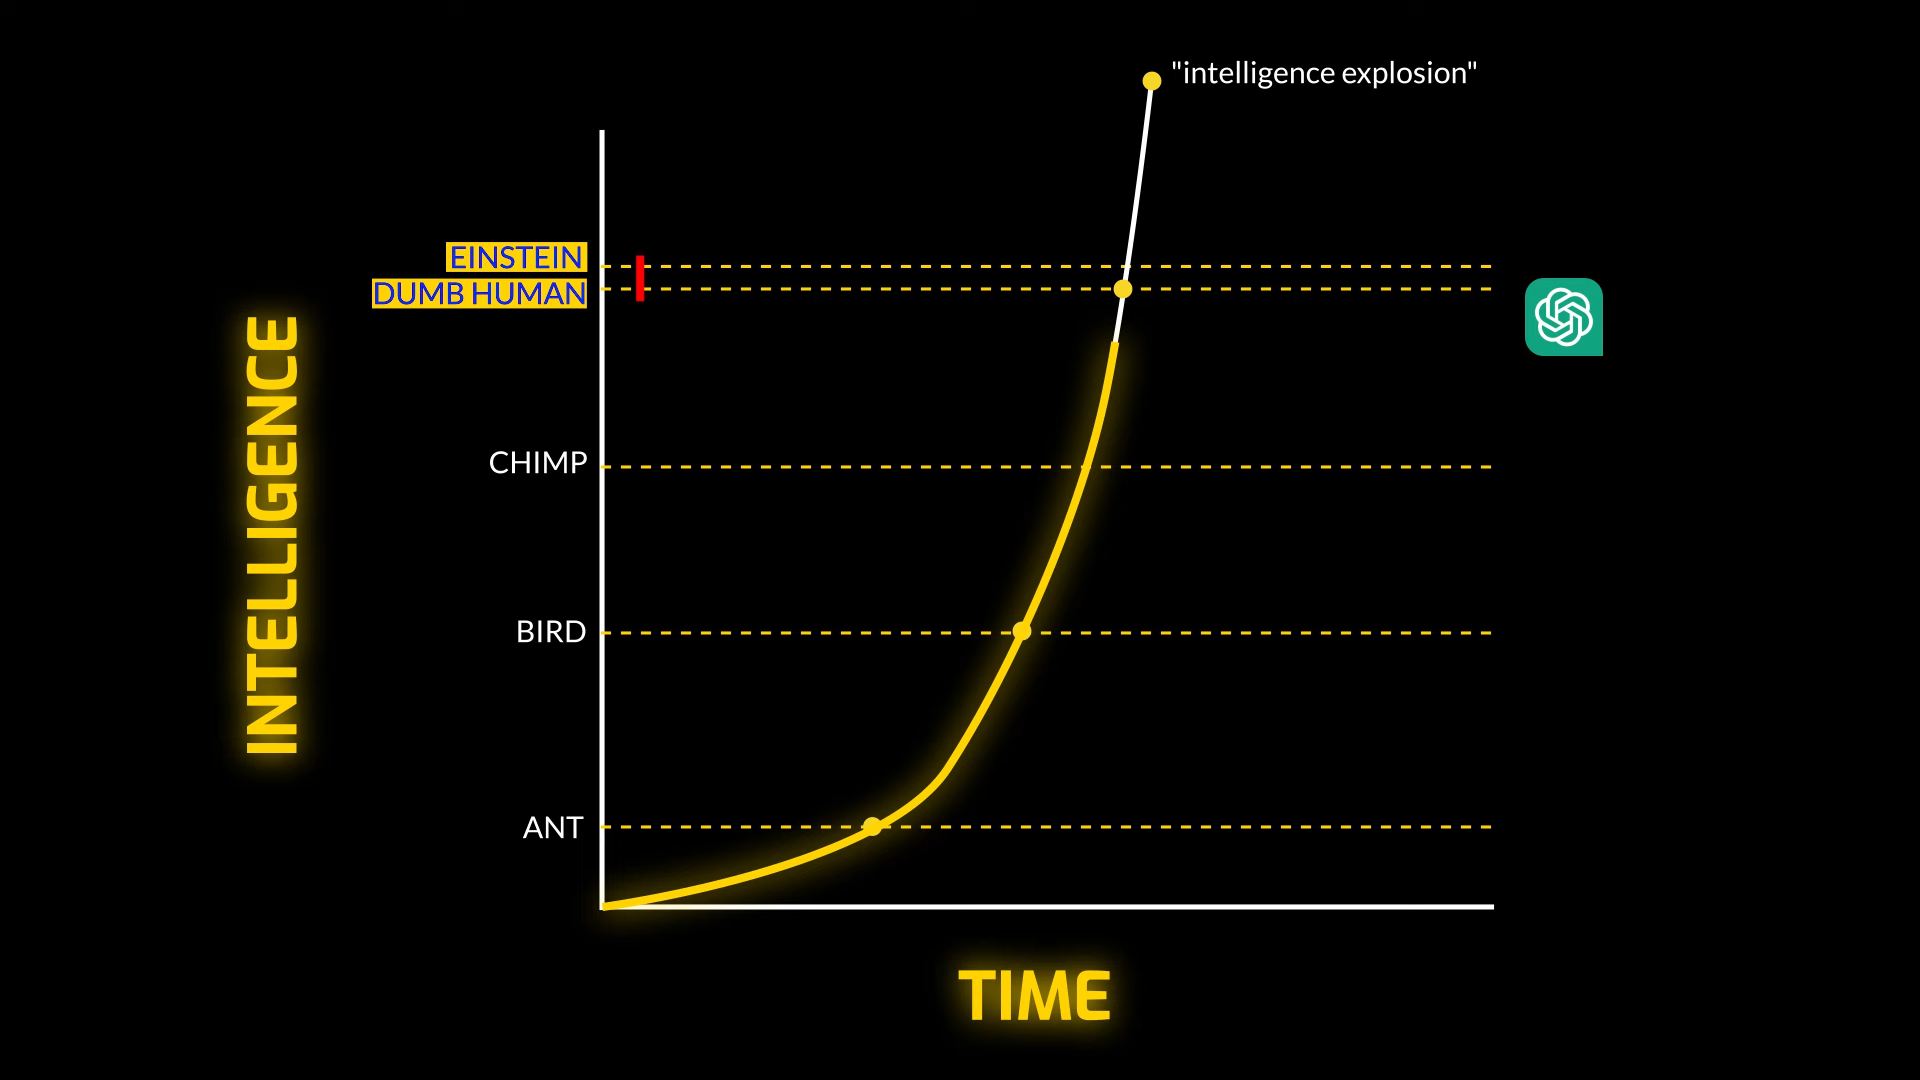 "intelligence explosion"
EINSTEIN
DUMB HUMAN
CHIMP
BIRD
ANT
INTELLIGENCE
TIME